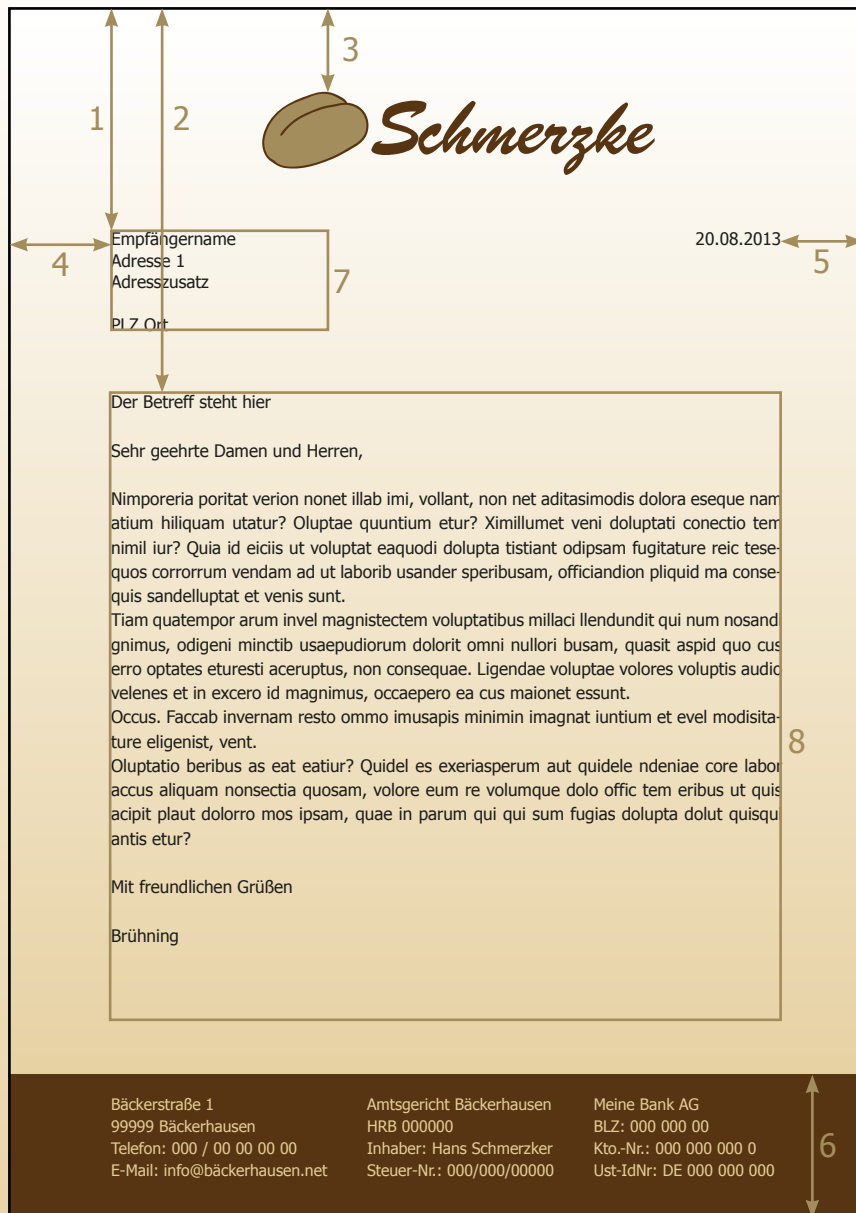 3
1
2
Schmerzke
Empfängername
20.08.2013
4
Adresse 1
5
Adresszusatz
7
PLZ Ort
Der Betreff steht hier
Sehr geehrte Damen und Herren,
Nimporeria poritat verion nonet illab imi, vollant, non net aditasimodis dolora eseque nam
atium hiliquam utatur? Oluptae quuntium etur? Ximillumet veni doluptati conectio tem
nimil iur? Quia id eiciis ut voluptat eaquodi dolupta tistiant odipsam fugitature reic tese-
quos corrorrum vendam ad ut laborib usander speribusam, officiandion pliquid ma conse-
quis sandelluptat et venis sunt.
Tiam quatempor arum invel magnistectem voluptatibus millaci llendundit qui num nosandi
gnimus, odigeni minctib usaepudiorum dolorit omni nullori busam, quasit aspid quo cus
erro optates eturesti aceruptus, non consequae. Ligendae voluptae volores voluptis audio
velenes et in excero id magnimus, occaepero ea cus maionet essunt.
Occus. Faccab invernam resto ommo imusapis minimin imagnat iuntium et evel modisita-
ture eligenist, vent.
8
Oluptatio beribus as eat eatiur? Quidel es exeriasperum aut quidele ndeniae core labor
accus aliquam nonsectia quosam, volore eum re volumque dolo offic tem eribus ut quis
acipit plaut dolorro mos ipsam, quae in parum qui qui sum fugias dolupta dolut quisqui
antis etur?
Mit freundlichen Grüßen
Brühning
Bäckerstraße 1
99999 Bäckerhausen
Telefon: 000 / 00 00 00 00
E-Mail: info@bäckerhausen.net
Amtsgericht Bäckerhausen
HRB 000000
Inhaber: Hans Schmerzker
Steuer-Nr.: 000/000/00000
Meine Bank AG
BLZ: 000 000 00
Kto.-Nr.: 000 000 000 0
Ust-IdNr: DE 000 000 000
6